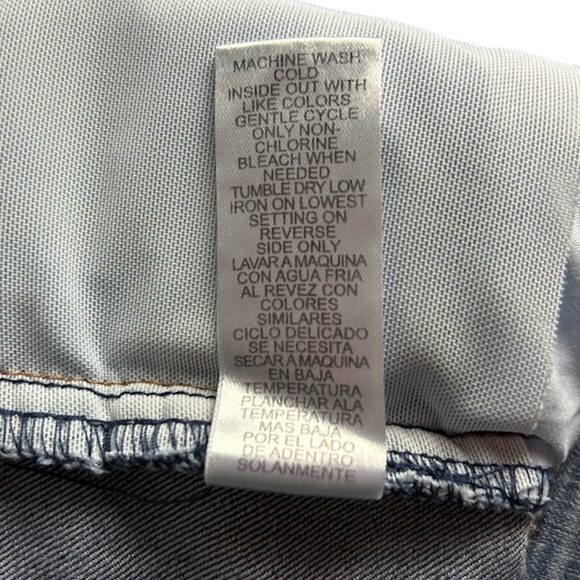 MACHINE WASH
COLD
INSIDE OUT WITH
LIKE COLORS
GENTLE CYCLE
ONLY NON-
CHLORINE
BLEACH WHEN
NEEDED
TUMBLE DRY LOW
IRON ON LOWEST
SETTING ON
REVERSE
SIDE ONLY
LAVAR A MAQUINA
CON AGUA FRIA
AL REVEZ CON
COLORES
SIMILARES
CICLO DELICADO
SE NECESITA
SECAR A MAQUINA
EN BAJA
TEMPERATURA
PLANCHAR ALA
TEMPERATURA
MAS BAJA
POR EL LADO
DE ADENTRO
SOLANMENTE